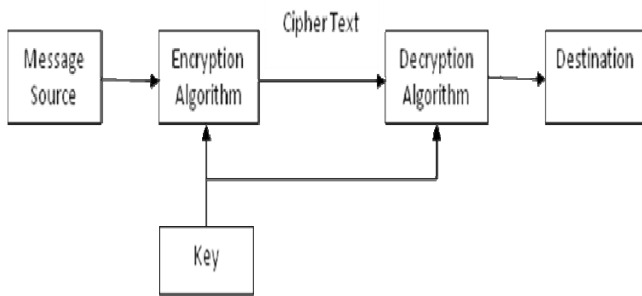 Cipher Text
Message
Source
Encryption
Algorithm
Decryption
Algorithm
Destination
Key